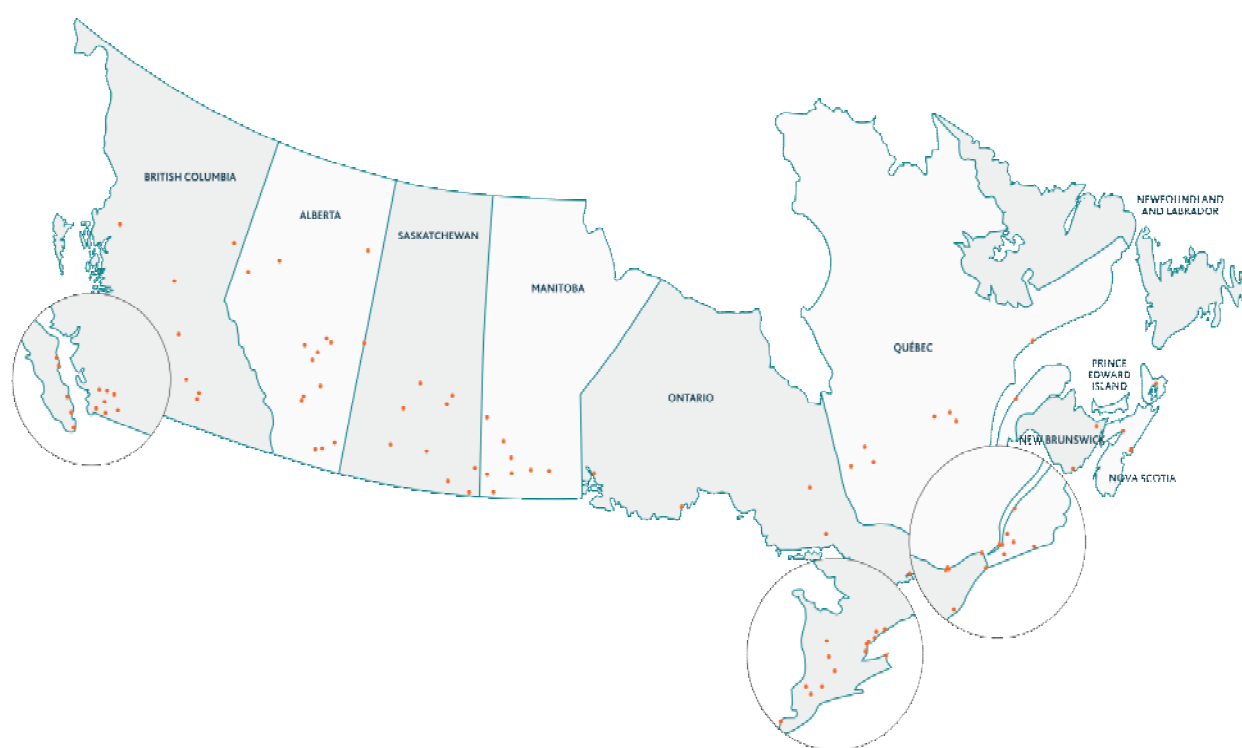 BRITISH COLUMBIA
ALBERTA
SASKATCHEWAN
MANITOBA
ONTARIO
QUÉBEC
NEWFOUNDLAND
AND LABRADOR
PRINCE
EDWARD
ISLAND
NEW BRUNSWICK
NOVA SCOTIA